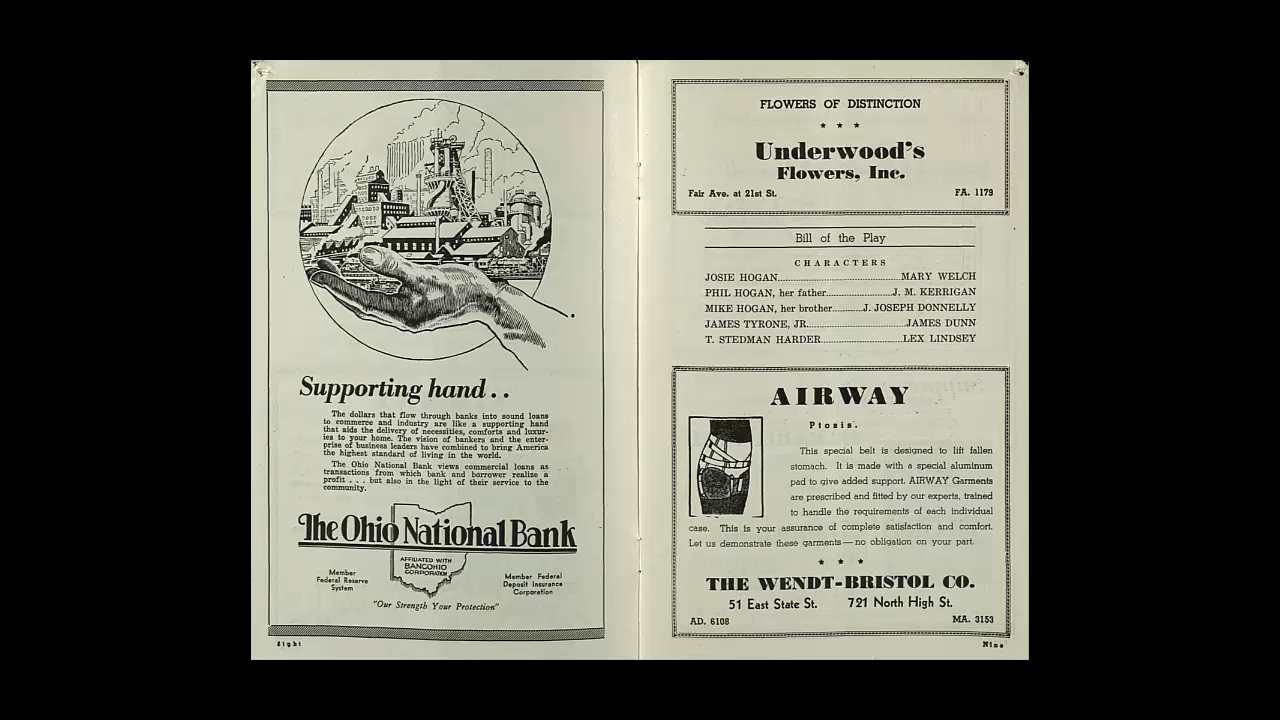 Supporting hand . .
The dollars that flow through banks into sound loans
to commerce and industry are like a supporting hand
that aids the delivery of necessities, comforts and luxur-
ies to your home. The vision of bankers and the enter-
prise of business leaders have combined to bring America
the highest standard of living in the world.
The Ohio National Bank views commercial loans as
transactions from which bank and borrower realize a
profit . . . but also in the light of their service to the
community.
The Ohio National Bank
AFFILIATED WITH
BANCOHIO
CORPORATION
Member
Federal Reserve
System
Member Federal
Deposit Insurance
Corporation
"Our Strength Your Protection"
Eight
FLOWERS OF DISTINCTION
★ ★ ★
Underwood's
Flowers, Inc.
Fair Ave. at 21st St. FA. 1179
Bill of the Play
CHARACTERS
JOSIE HOGAN........................................MARY WELCH
PHIL HOGAN, her father......................J. M. KERRIGAN
MIKE HOGAN, her brother..........J. JOSEPH DONNELLY
JAMES TYRONE, JR.................................JAMES DUNN
T. STEDMAN HARDER...........................LEX LINDSEY
AIRWAY
Ptosis.
This special belt is designed to lift fallen
stomach. It is made with a special aluminum
pad to give added support. AIRWAY Garments
are prescribed and fitted by our experts, trained
to handle the requirements of each individual
case. This is your assurance of complete satisfaction and comfort.
Let us demonstrate these garments — no obligation on your part.
★ ★ ★
THE WENDT-BRISTOL CO.
51 East State St. 721 North High St.
AD. 6108 MA. 3153
Nine